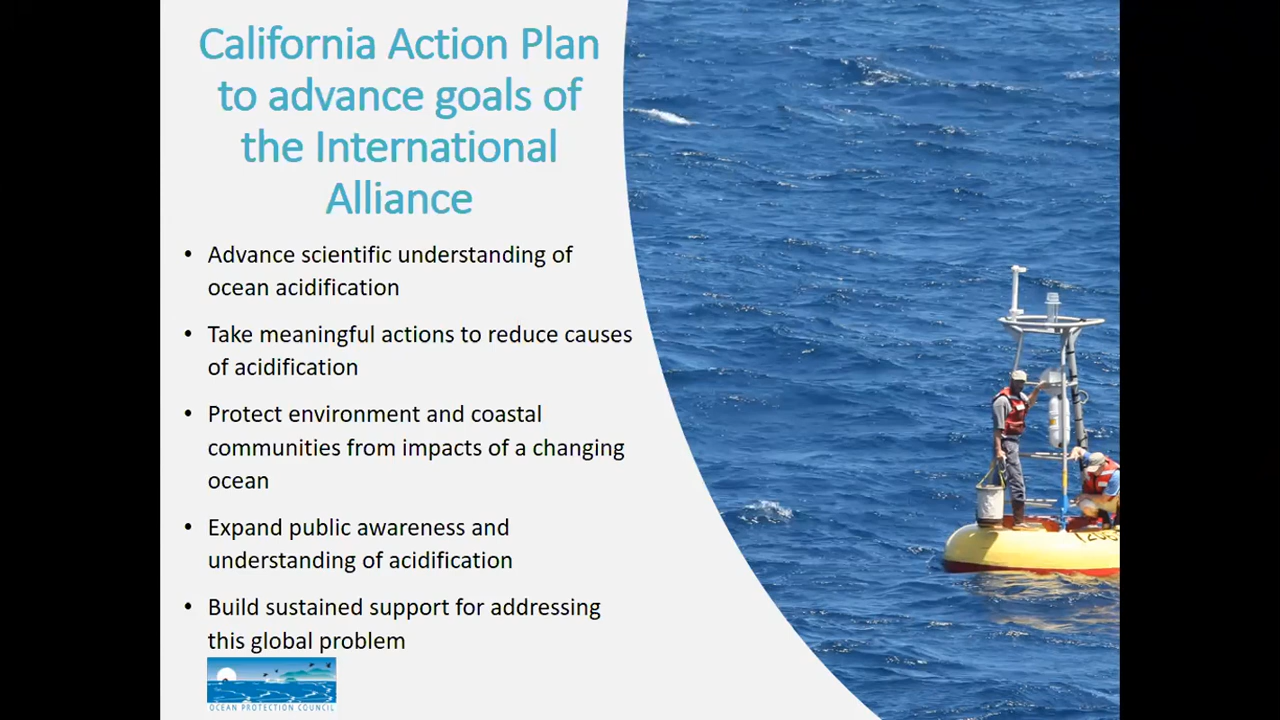 California Action Plan
to advance goals of
the International
Alliance
• Advance scientific understanding of
ocean acidification
• Take meaningful actions to reduce causes
of acidification
• Protect environment and coastal
communities from impacts of a changing
ocean
• Expand public awareness and
understanding of acidification
• Build sustained support for addressing
this global problem
OCEAN PROTECTION COUNCIL